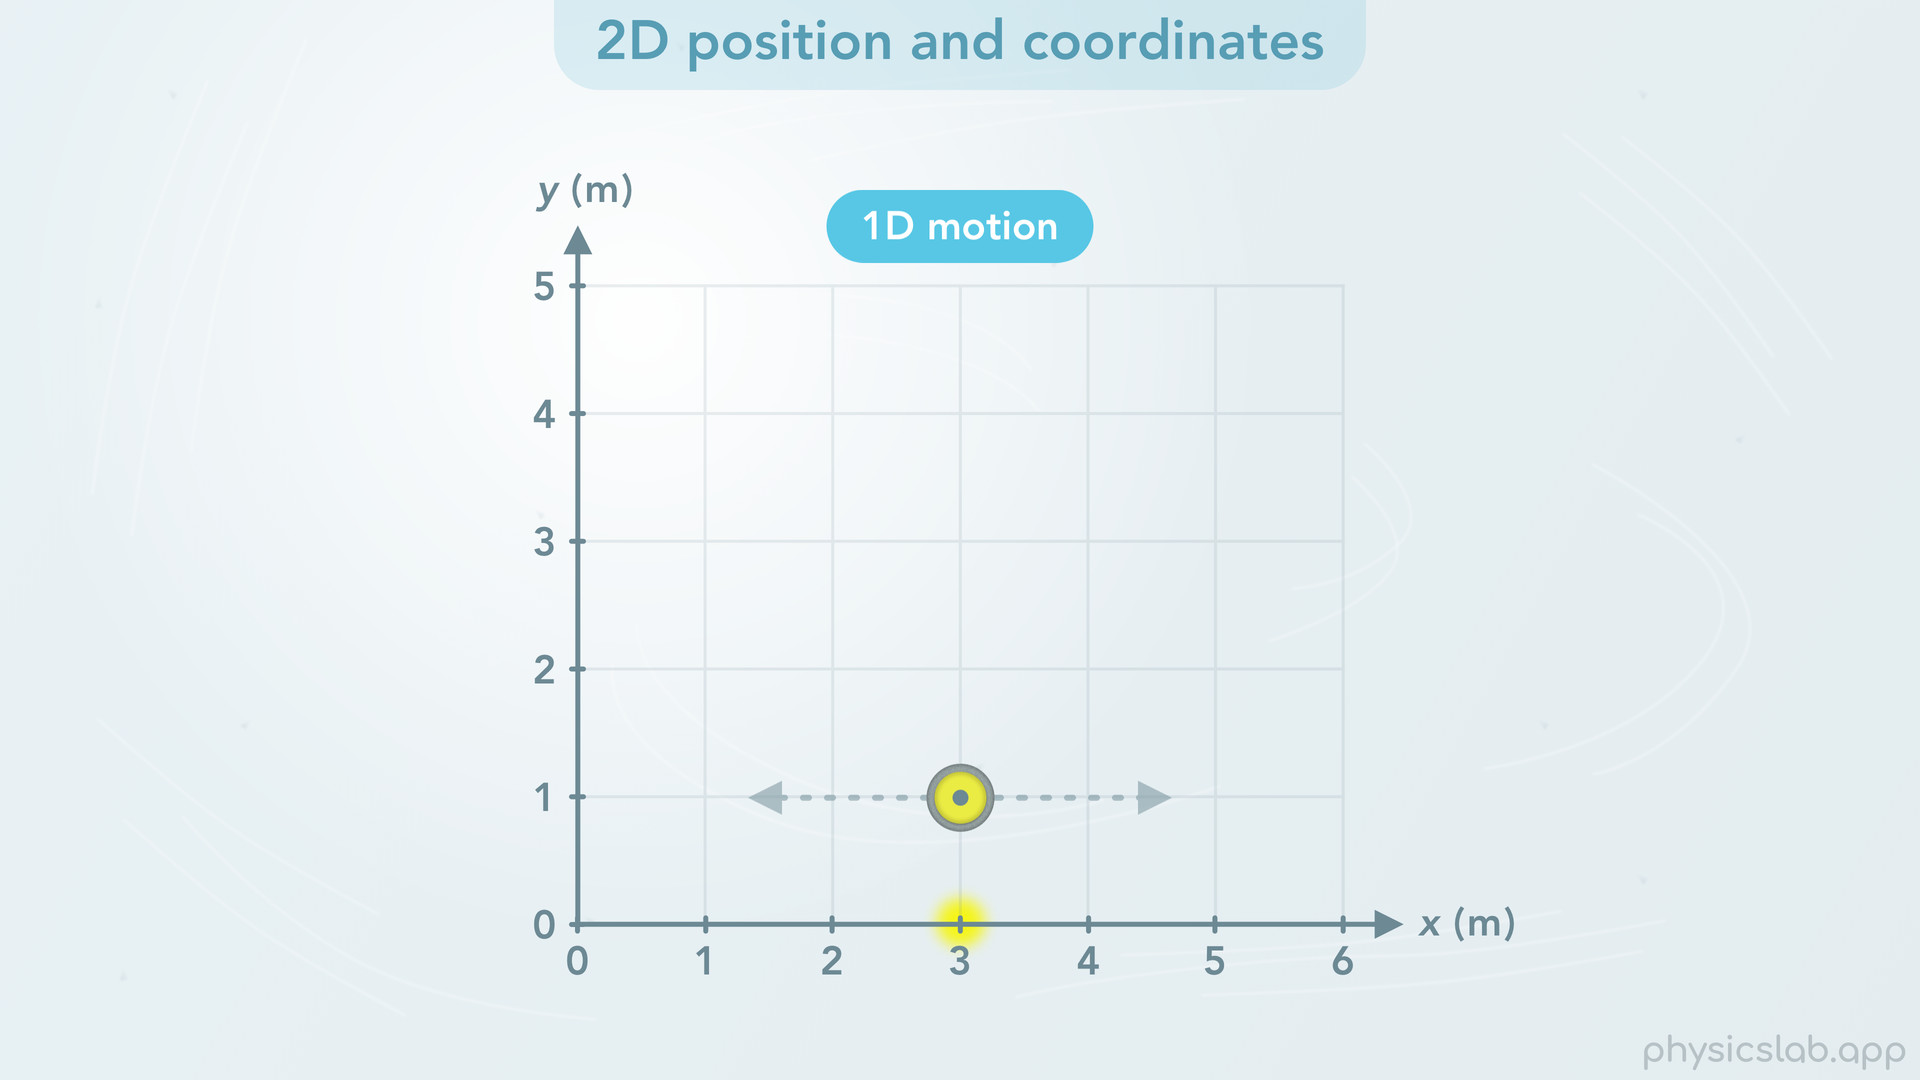 2D position and coordinates
y (m)
1D motion
5
4
3
2
1
0
0 1 2 3 4 5 6
x (m)
physicslab.app